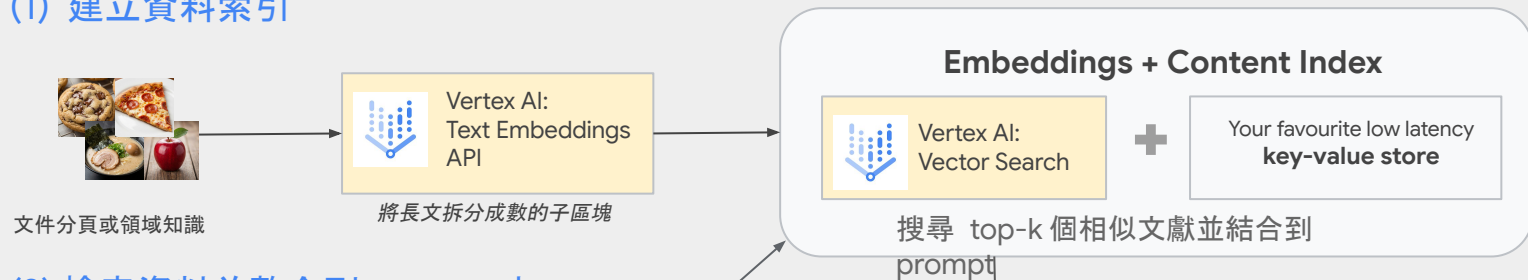 (1) 建立資料索引
Embeddings + Content Index
Vertex AI:
Text Embeddings
API
Vertex AI:
Vector Search
Your favourite low latency
key-value store
將長文拆分成數的子區塊
文件分頁或領域知識
搜尋 top-k 個相似文獻並結合到
prompt